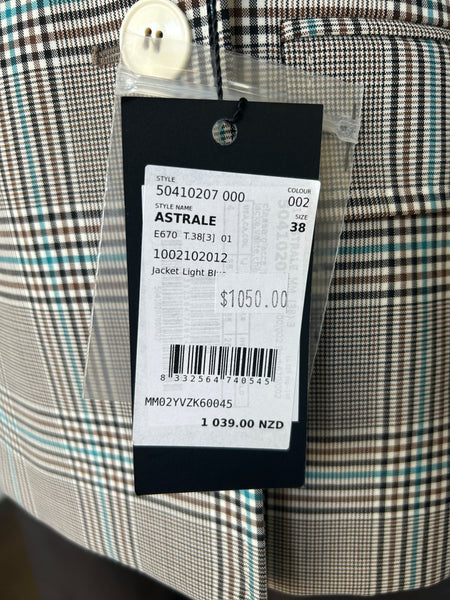 STYLE
50410207 000
COLOUR
002
STYLE NAME
ASTRALE
SIZE
38
E670 T.38[3] 01
1002102012
Jacket Light
$1050.00
8 332564 740545
MM02YVZK60045
1 039.00 NZD